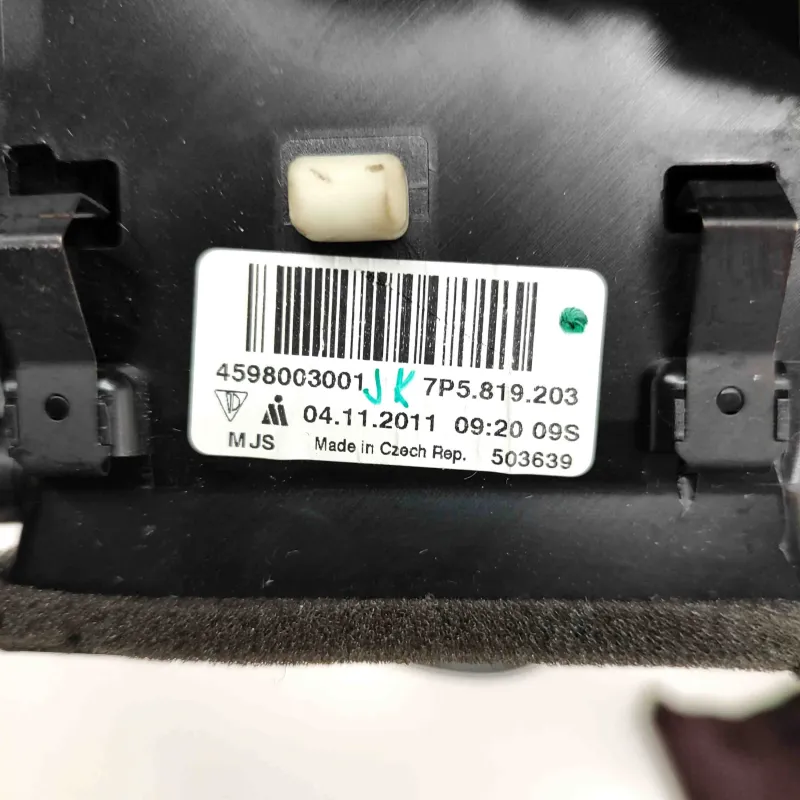 4598003001 JK 7P5.819.203
04.11.2011 09:20 09S
MJS Made in Czech Rep. 503639